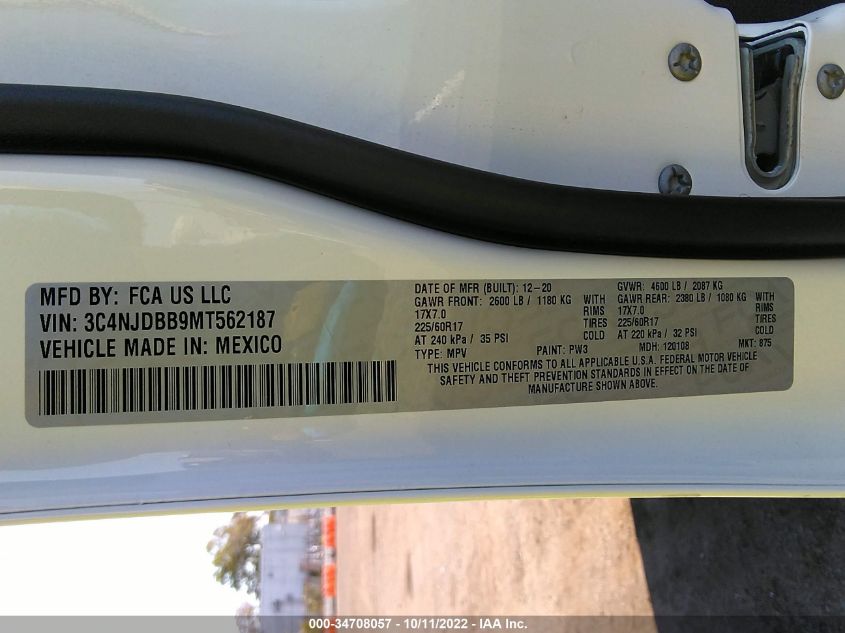 MFD BY: FCA US LLC
VIN: 3C4NJDBB9MT562187
VEHICLE MADE IN: MEXICO
DATE OF MFR (BUILT): 12-20 GVWR: 4600 LB / 2087 KG
GAWR FRONT: 2600 LB / 1180 KG WITH GAWR REAR: 2380 LB / 1080 KG WITH
17X7.0 RIMS 17X7.0 RIMS
225/60R17 TIRES 225/60R17 TIRES
AT 240 kPa / 35 PSI COLD AT 220 kPa / 32 PSI COLD
TYPE: MPV PAINT: PW3 MDH: 120108 MKT: 875
THIS VEHICLE CONFORMS TO ALL APPLICABLE U.S.A. FEDERAL MOTOR VEHICLE
SAFETY AND THEFT PREVENTION STANDARDS IN EFFECT ON THE DATE OF
MANUFACTURE SHOWN ABOVE.
000-34708057 - 10/11/2022 - IAA Inc.